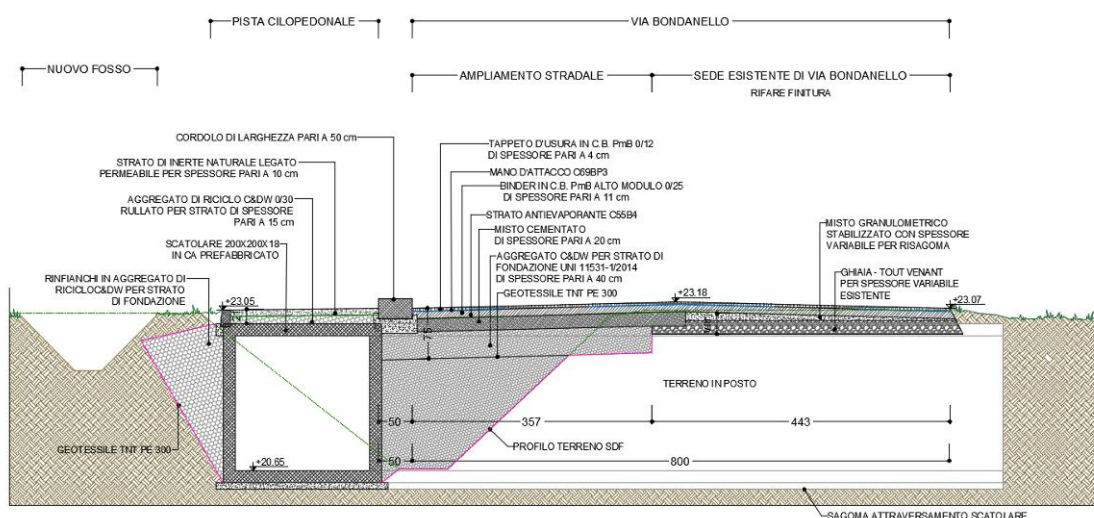 PISTA CILOPEDONALE
VIA BONDANELLO
NUOVO FOSSO
AMPLIAMENTO STRADALE
SEDE ESISTENTE DI VIA BONDANELLO
RIFARE FINITURA
CORDOLO DI LARGHEZZA PARI A 50 cm
STRATO DI INERTE NATURALE LEGATO
PERMEABILE PER SPESSORE PARI A 10 cm
AGGREGATO DI RICICLO C&DW 0/30
RULLATO PER STRATO DI SPESSORE
PARI A 15 cm
SCATOLARE 200X200X18
IN CA PREFABBRICATO
RINFIANCHI IN AGGREGATO DI
RICICLOC&DW PER STRATO
DI FONDAZIONE
TAPPETO D'USURA IN C.B. PmB 0/12
DI SPESSORE PARI A 4 cm
MANO D'ATTACCO C69BP3
BINDER IN C.B. PmB ALTO MODULO 0/25
DI SPESSORE PARI A 11 cm
STRATO ANTIEVAPORANTE C55B4
MISTO CEMENTATO
DI SPESSORE PARI A 20 cm
AGGREGATO C&DW PER STRATO DI
FONDAZIONE UNI 11531-1/2014
DI SPESSORE PARI A 40 cm
GEOTESSILE TNT PE 300
MISTO GRANULOMETRICO
STABILIZZATO CON SPESSORE
VARIABILE PER RISAGOMA
GHIAIA - TOUT VENANT
PER SPESSORE VARIABILE
ESISTENTE
+23.05
+23.18
+23.07
TERRENO IN POSTO
50
357
443
PROFILO TERRENO SDF
GEOTESSILE TNT PE 300
50
800
+20.65
SAGOMA ATTRAVERSAMENTO SCATOLARE